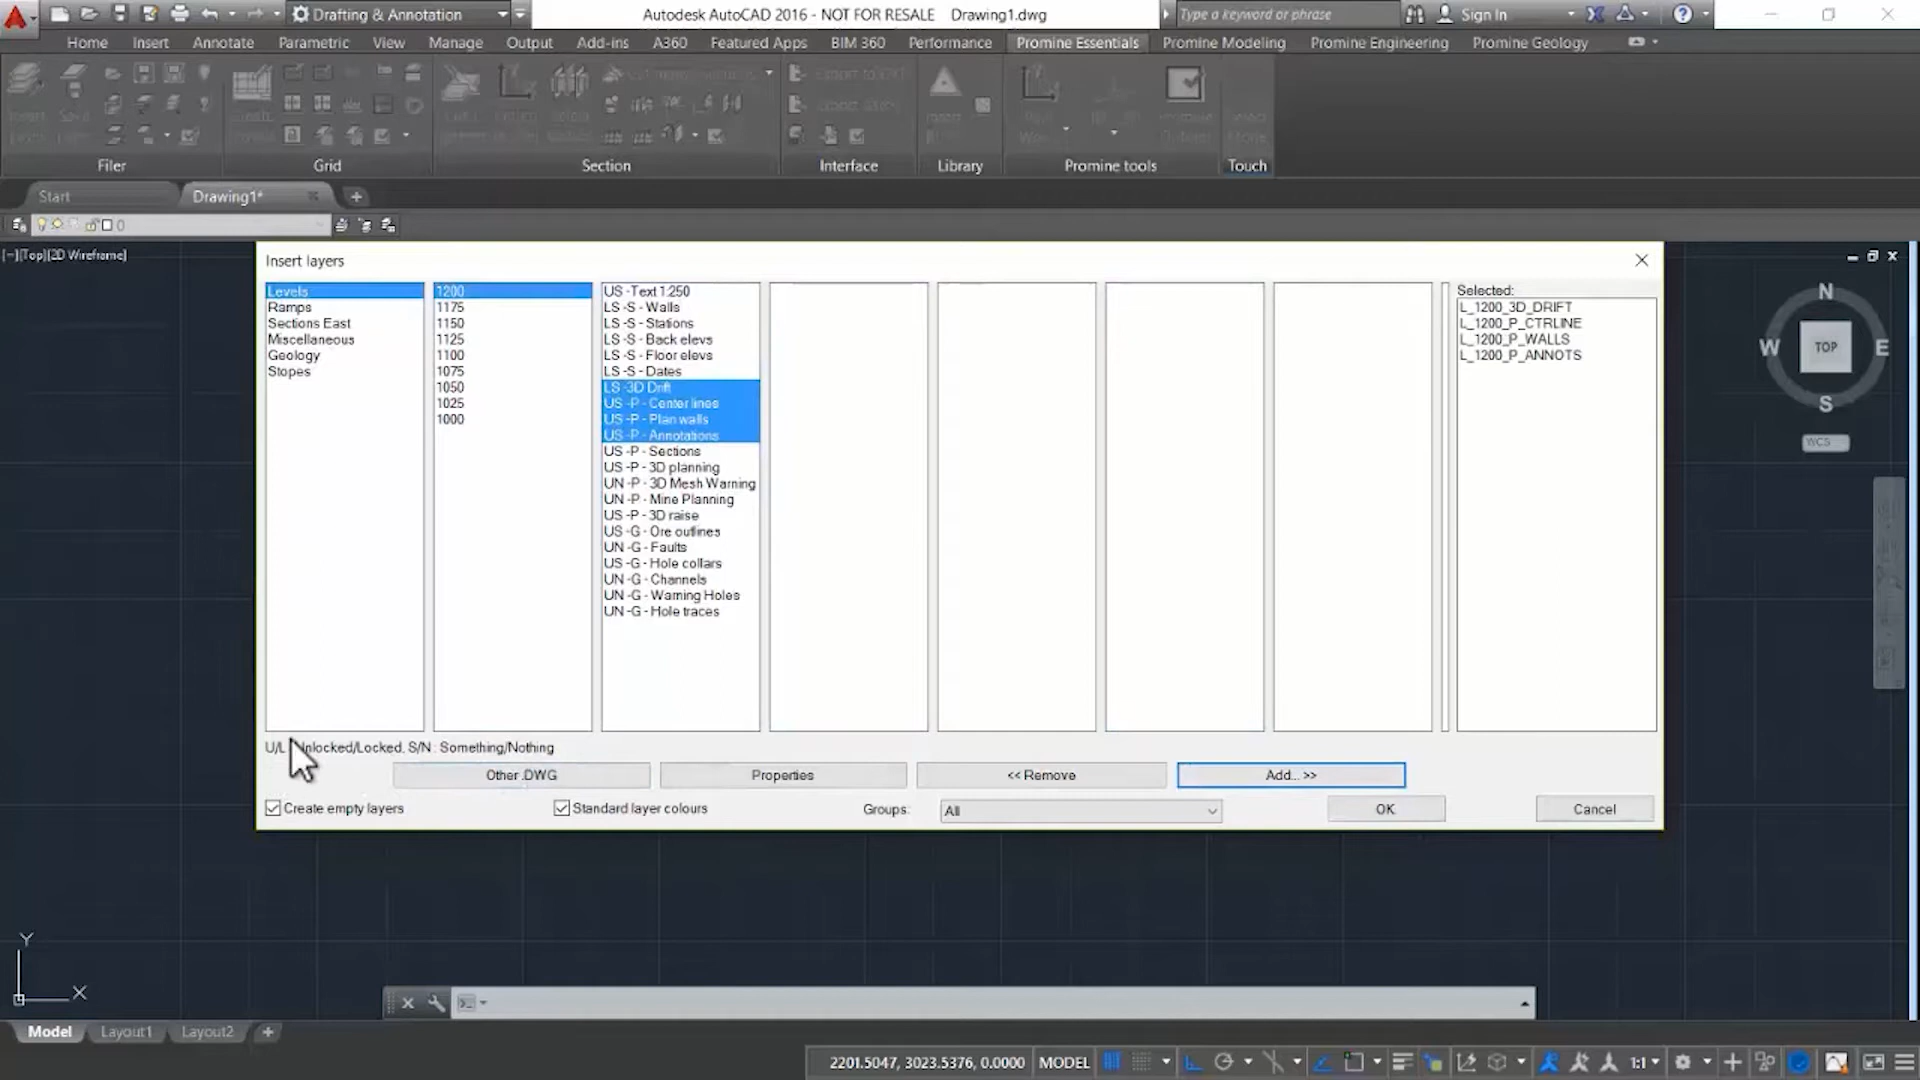 Drafting & Annotation
Autodesk AutoCAD 2016 - NOT FOR RESALE Drawing1.dwg
Type a keyword or phrase
Sign In
Home Insert Annotate Parametric View Manage Output Add-ins A360 Featured Apps BIM 360 Performance Promine Essentials Promine Modeling Promine Engineering Promine Geology
Filer Grid Section Interface Library Promine tools Touch
Start Drawing1*
0
[−][Top][2D Wireframe]
Insert layers
Levels
Ramps
Sections East
Miscellaneous
Geology
Stopes
1200
1175
1150
1125
1100
1075
1050
1025
1000
US -Text 1:250
LS -S - Walls
LS -S - Stations
LS -S - Back elevs
LS -S - Floor elevs
LS -S - Dates
LS -3D Drift
US -P - Center lines
US -P - Plan walls
US -P - Annotations
US -P - Sections
US -P - 3D planning
UN -P - 3D Mesh Warning
UN -P - Mine Planning
US -P - 3D raise
US -G - Ore outlines
UN -G - Faults
US -G - Hole collars
UN -G - Channels
UN -G - Warning Holes
UN -G - Hole traces
Selected:
L_1200_3D_DRIFT
L_1200_P_CTRLINE
L_1200_P_WALLS
L_1200_P_ANNOTS
N
W TOP E
S
WCS
U/L nlocked/Locked, S/N : Something/Nothing
Other .DWG Properties << Remove Add... >>
Create empty layers Standard layer colours Groups: All OK Cancel
Y
X
Model Layout1 Layout2
2201.5047, 3023.5376, 0.0000 MODEL 1:1